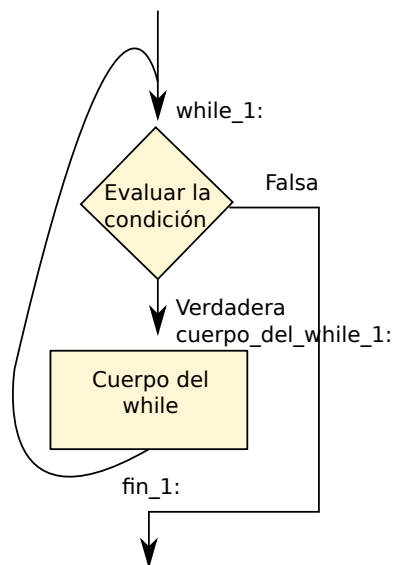 while_1:
Evaluar la
condición
Falsa
Verdadera
cuerpo_del_while_1:
Cuerpo del
while
fin_1: